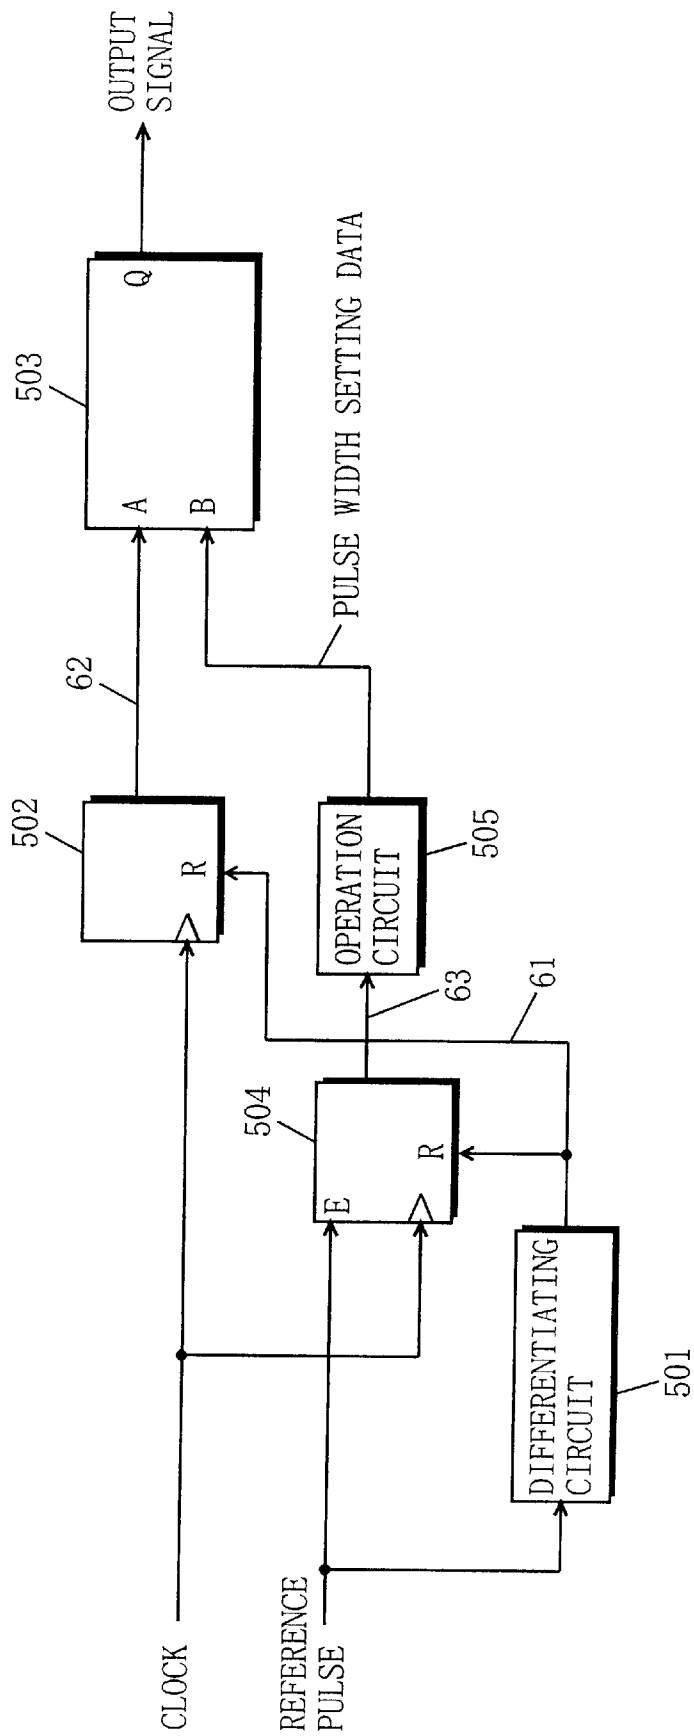 OUTPUT
SIGNAL
503
Q
A
B
PULSE WIDTH SETTING DATA
62
502
R
OPERATION
CIRCUIT
505
63
61
504
E
R
DIFFERENTIATING
CIRCUIT
501
CLOCK
REFERENCE
PULSE